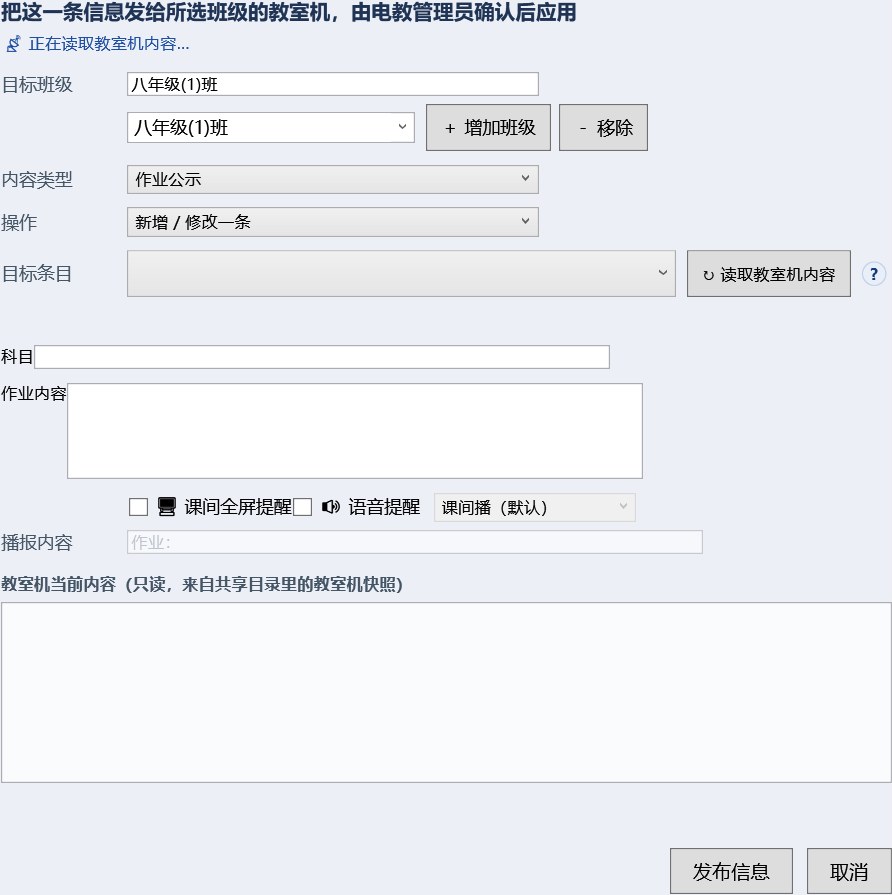 把这一条信息发给所选班级的教室机，由电教管理员确认后应用
正在读取教室机内容...
目标班级 八年级(1)班
八年级(1)班 + 增加班级 - 移除
内容类型 作业公示
操作 新增 / 修改一条
目标条目 ↻ 读取教室机内容 ?
科目
作业内容
课间全屏提醒 语音提醒 课间播（默认）
播报内容 作业：
教室机当前内容（只读，来自共享目录里的教室机快照）
发布信息 取消